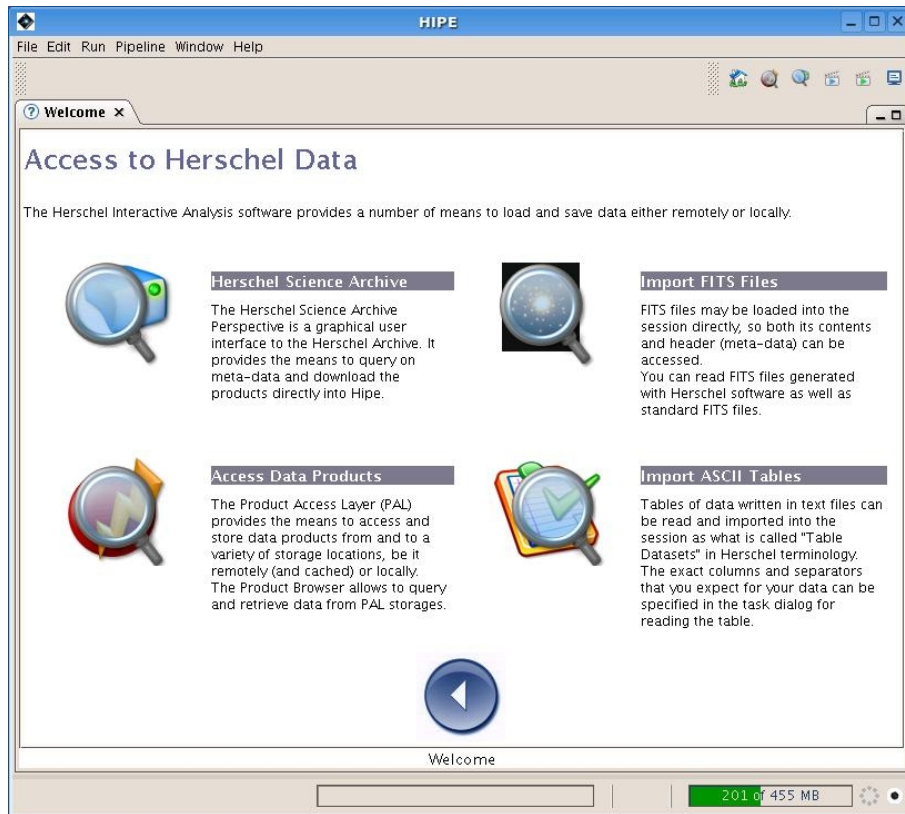 HIPE
File Edit Run Pipeline Window Help
Welcome
Access to Herschel Data
The Herschel Interactive Analysis software provides a number of means to load and save data either remotely or locally.
Herschel Science Archive
The Herschel Science Archive
Perspective is a graphical user
interface to the Herschel Archive. It
provides the means to query on
meta-data and download the
products directly into Hipe.
Import FITS Files
FITS files may be loaded into the
session directly, so both its contents
and header (meta-data) can be
accessed.
You can read FITS files generated
with Herschel software as well as
standard FITS files.
Access Data Products
The Product Access Layer (PAL)
provides the means to access and
store data products from and to a
variety of storage locations, be it
remotely (and cached) or locally.
The Product Browser allows to query
and retrieve data from PAL storages.
Import ASCII Tables
Tables of data written in text files can
be read and imported into the
session as what is called "Table
Datasets" in Herschel terminology.
The exact columns and separators
that you expect for your data can be
specified in the task dialog for
reading the table.
Welcome
201 of 455 MB